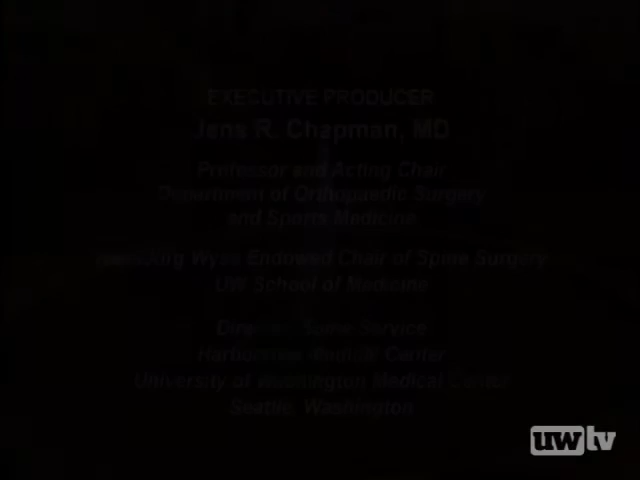 EXECUTIVE PRODUCER
Jens R. Chapman, MD
Professor and Acting Chair
Department of Orthopaedic Surgery
and Sports Medicine
Wyss Endowed Chair of Spine Surgery
UW School of Medicine
Director, Spine Service
Harborview Medical Center
University of Washington Medical Center
Seattle, Washington
uwtv